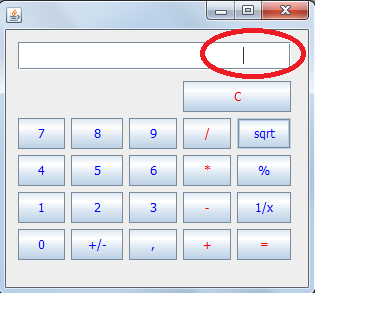 C
7 8 9 / sqrt
4 5 6 * %
1 2 3 - 1/x
0 +/- , + =